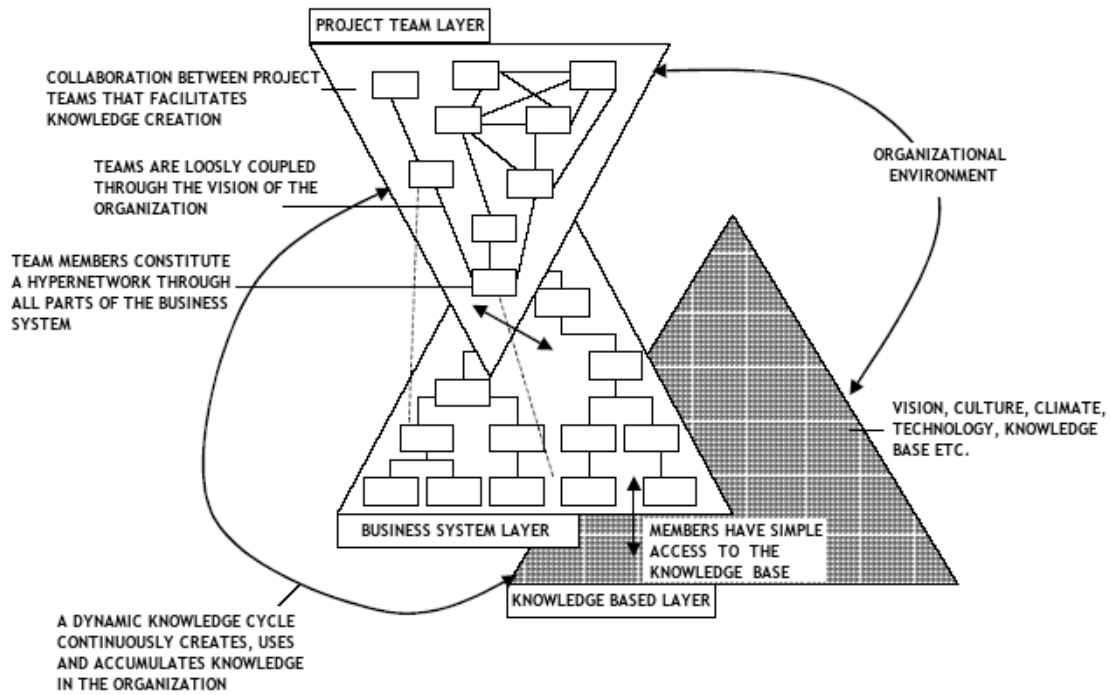 PROJECT TEAM LAYER
COLLABORATION BETWEEN PROJECT
TEAMS THAT FACILITATES
KNOWLEDGE CREATION
TEAMS ARE LOOSLY COUPLED
THROUGH THE VISION OF THE
ORGANIZATION
ORGANIZATIONAL
ENVIRONMENT
TEAM MEMBERS CONSTITUTE
A HYPERNETWORK THROUGH
ALL PARTS OF THE BUSINESS
SYSTEM
VISION, CULTURE, CLIMATE,
TECHNOLOGY, KNOWLEDGE
BASE ETC.
BUSINESS SYSTEM LAYER
MEMBERS HAVE SIMPLE
ACCESS TO THE
KNOWLEDGE BASE
KNOWLEDGE BASED LAYER
A DYNAMIC KNOWLEDGE CYCLE
CONTINUOUSLY CREATES, USES
AND ACCUMULATES KNOWLEDGE
IN THE ORGANIZATION